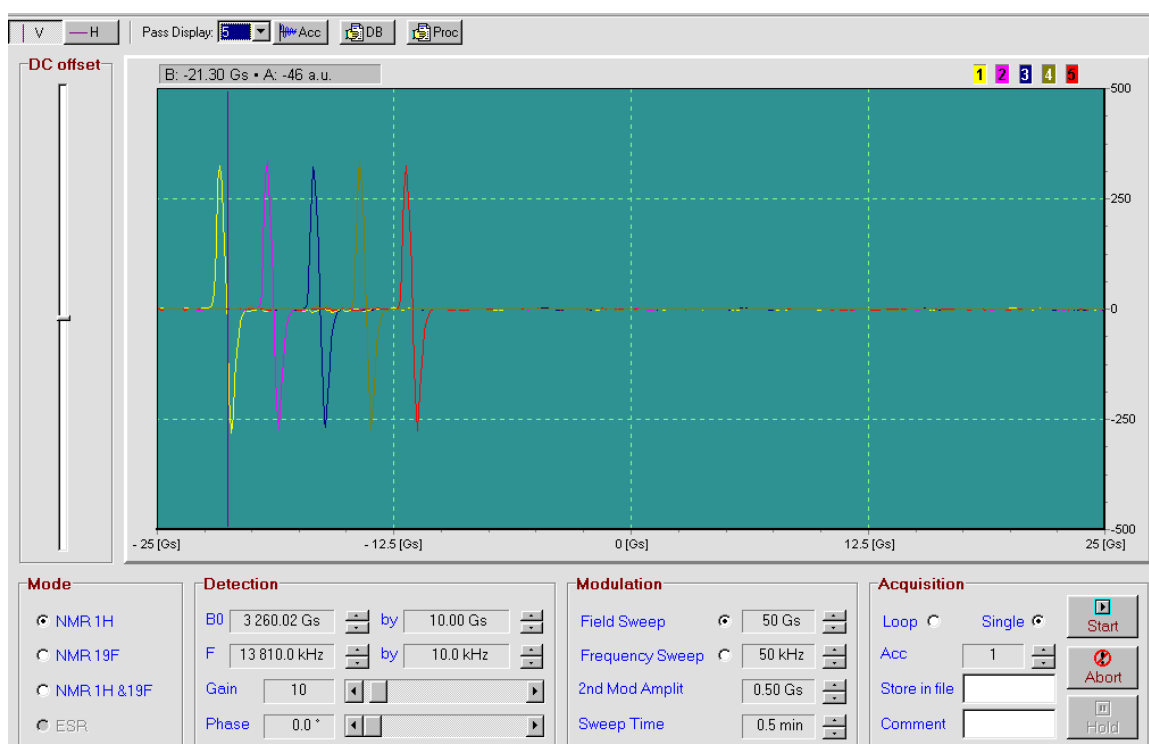 V H Pass Display: 5 Acc DB Proc
DC offset
B: -21.30 Gs • A: -46 a.u. 1 2 3 4 5
500
250
0
-250
-500
- 25 [Gs] - 12.5 [Gs] 0 [Gs] 12.5 [Gs] 25 [Gs]
Mode
NMR 1H
NMR 19F
NMR 1H &19F
ESR
Detection
B0 3 260.02 Gs by 10.00 Gs
F 13 810.0 kHz by 10.0 kHz
Gain 10
Phase 0.0 °
Modulation
Field Sweep 50 Gs
Frequency Sweep 50 kHz
2nd Mod Amplit 0.50 Gs
Sweep Time 0.5 min
Acquisition
Loop Single
Acc 1
Store in file
Comment
Start
Abort
Hold